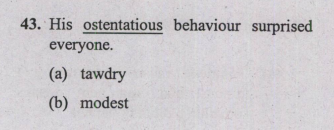 43. His ostentatious behaviour surprised
everyone.
(a) tawdry
(b) modest